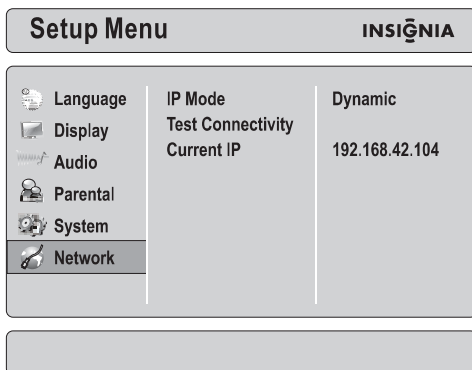 Setup Menu
INSIGNIA
Language
Display
Audio
Parental
System
Network
IP Mode
Test Connectivity
Current IP
Dynamic
192.168.42.104